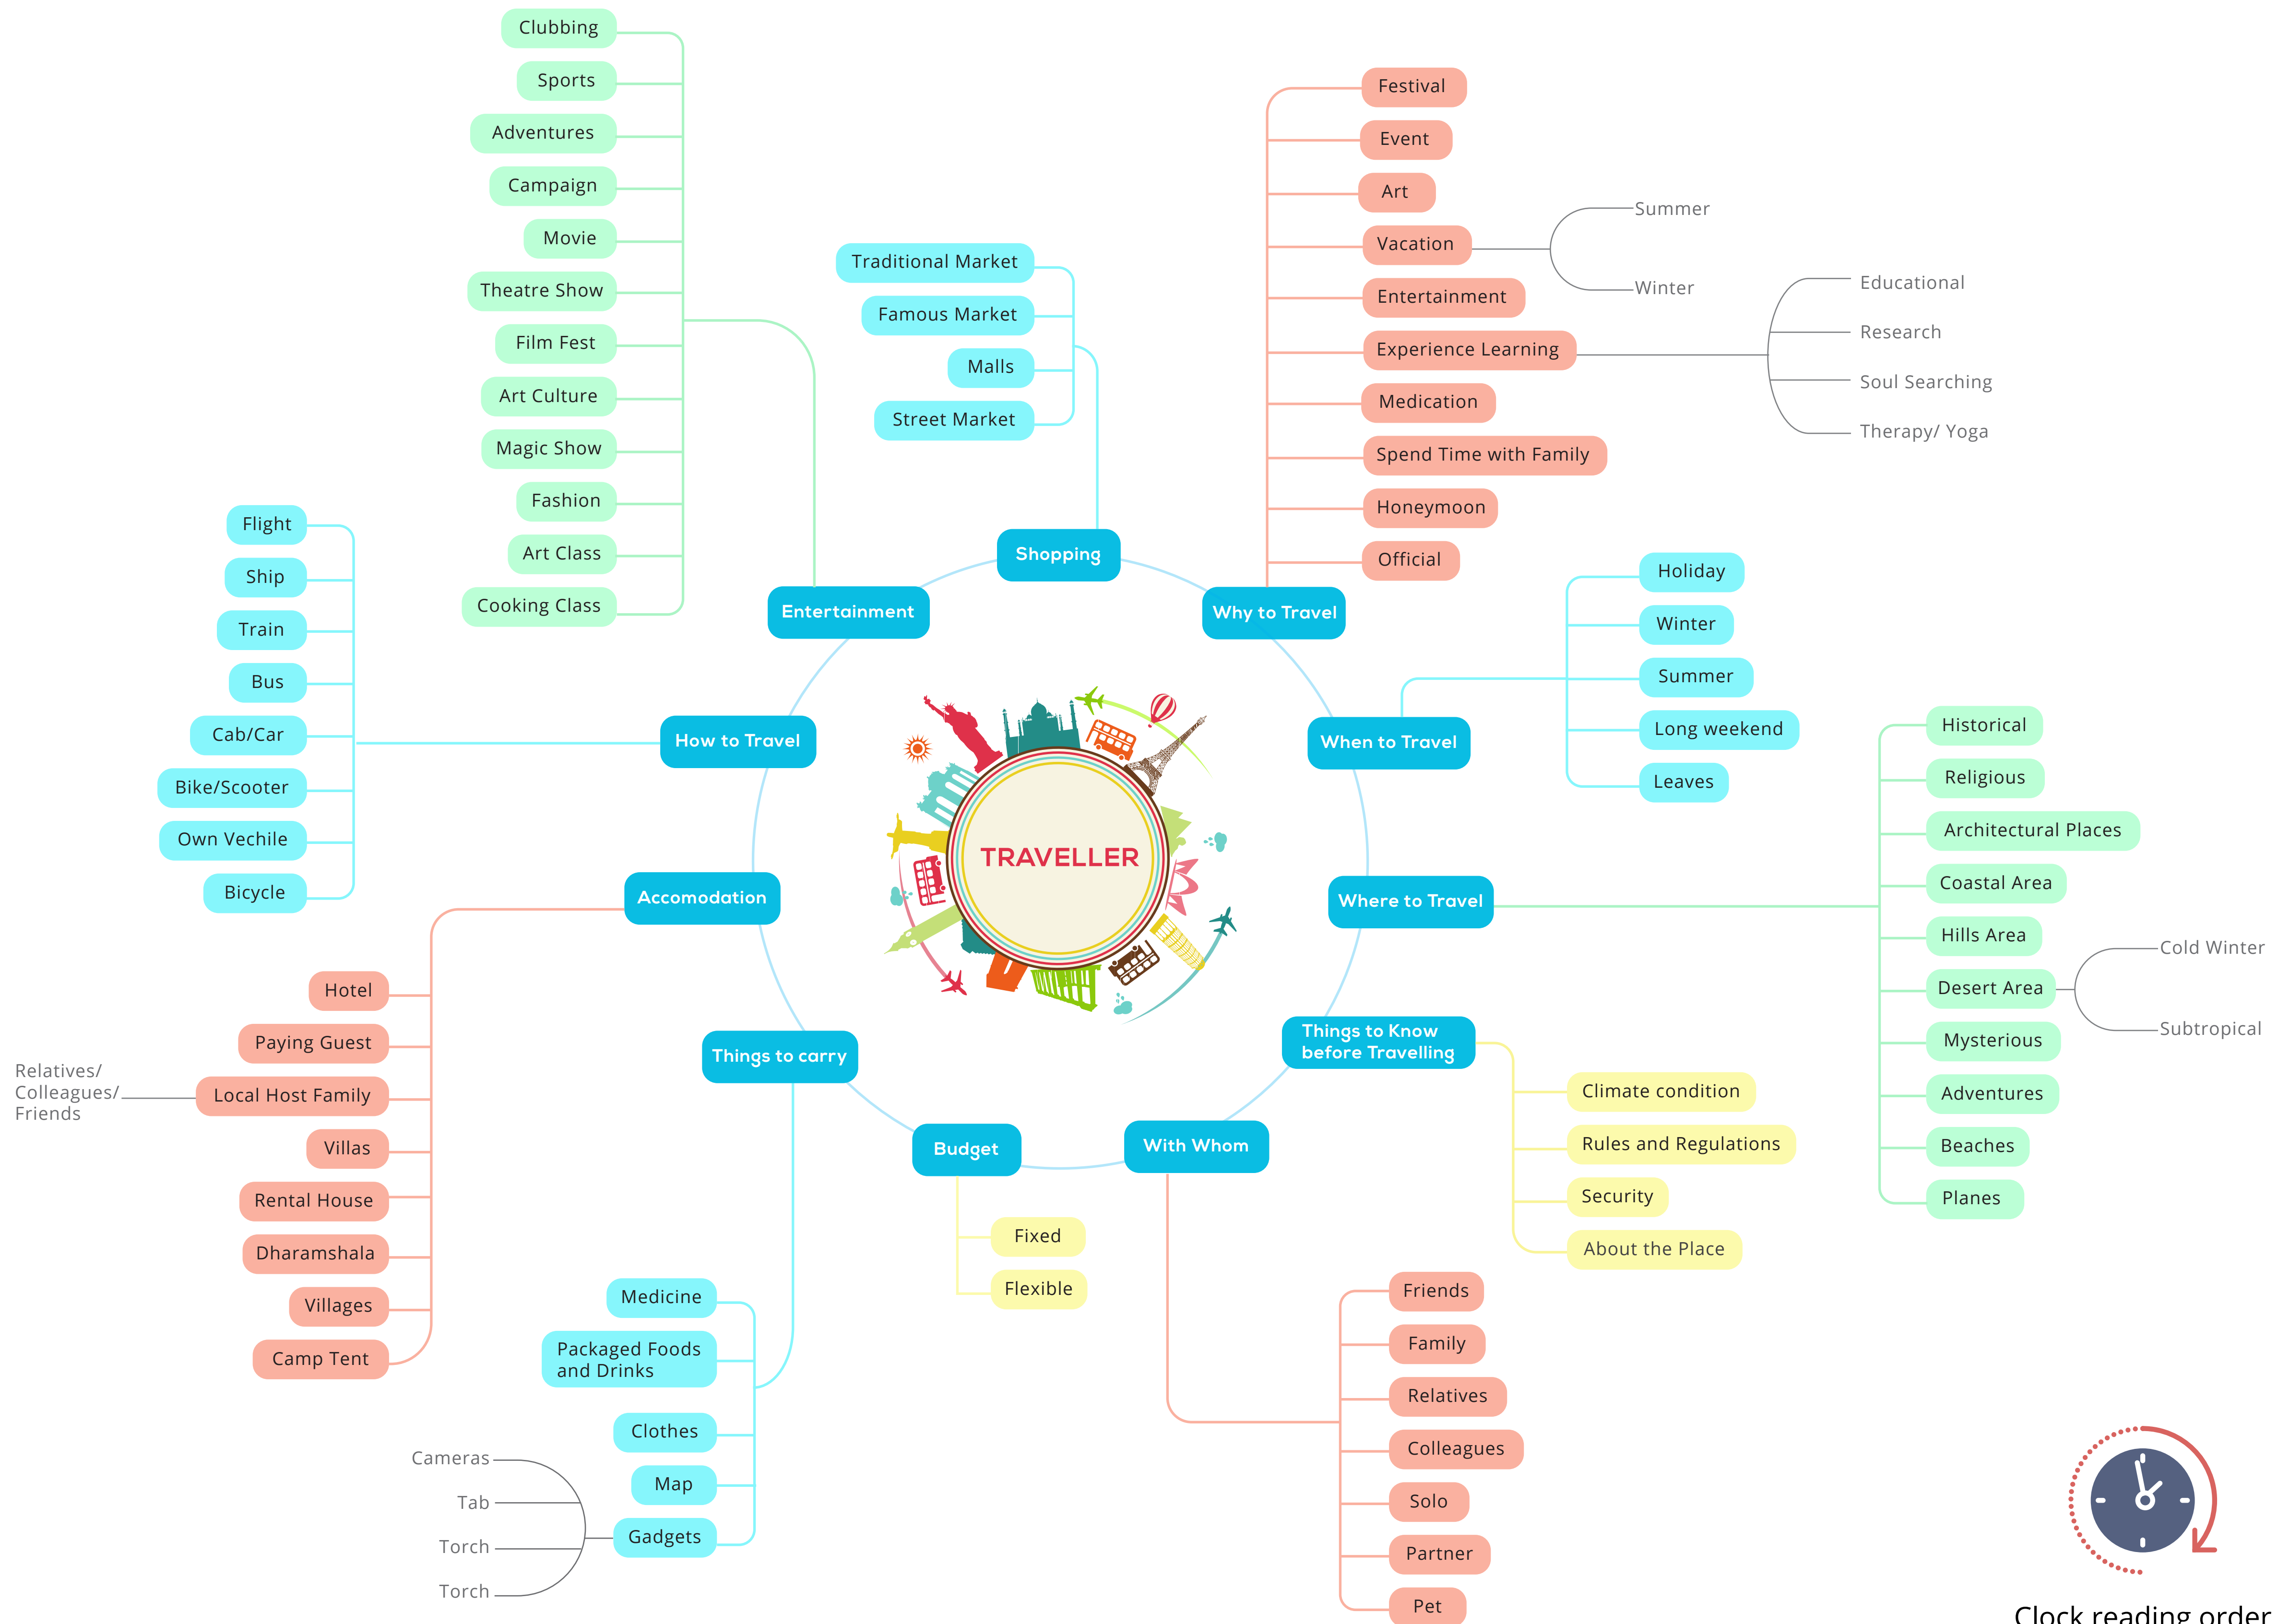 TRAVELLER
Shopping
Traditional Market
Famous Market
Malls
Street Market
Why to Travel
Festival
Event
Art
Vacation
Summer
Winter
Entertainment
Experience Learning
Educational
Research
Soul Searching
Therapy/ Yoga
Medication
Spend Time with Family
Honeymoon
Official
When to Travel
Holiday
Winter
Summer
Long weekend
Leaves
Where to Travel
Historical
Religious
Architectural Places
Coastal Area
Hills Area
Desert Area
Cold Winter
Subtropical
Mysterious
Adventures
Beaches
Planes
Things to Know
before Travelling
Climate condition
Rules and Regulations
Security
About the Place
With Whom
Friends
Family
Relatives
Colleagues
Solo
Partner
Pet
Budget
Fixed
Flexible
Things to carry
Medicine
Packaged Foods
and Drinks
Clothes
Map
Gadgets
Cameras
Tab
Torch
Torch
Accomodation
Hotel
Paying Guest
Local Host Family
Relatives/
Colleagues/
Friends
Villas
Rental House
Dharamshala
Villages
Camp Tent
How to Travel
Flight
Ship
Train
Bus
Cab/Car
Bike/Scooter
Own Vechile
Bicycle
Entertainment
Clubbing
Sports
Adventures
Campaign
Movie
Theatre Show
Film Fest
Art Culture
Magic Show
Fashion
Art Class
Cooking Class
Clock reading order